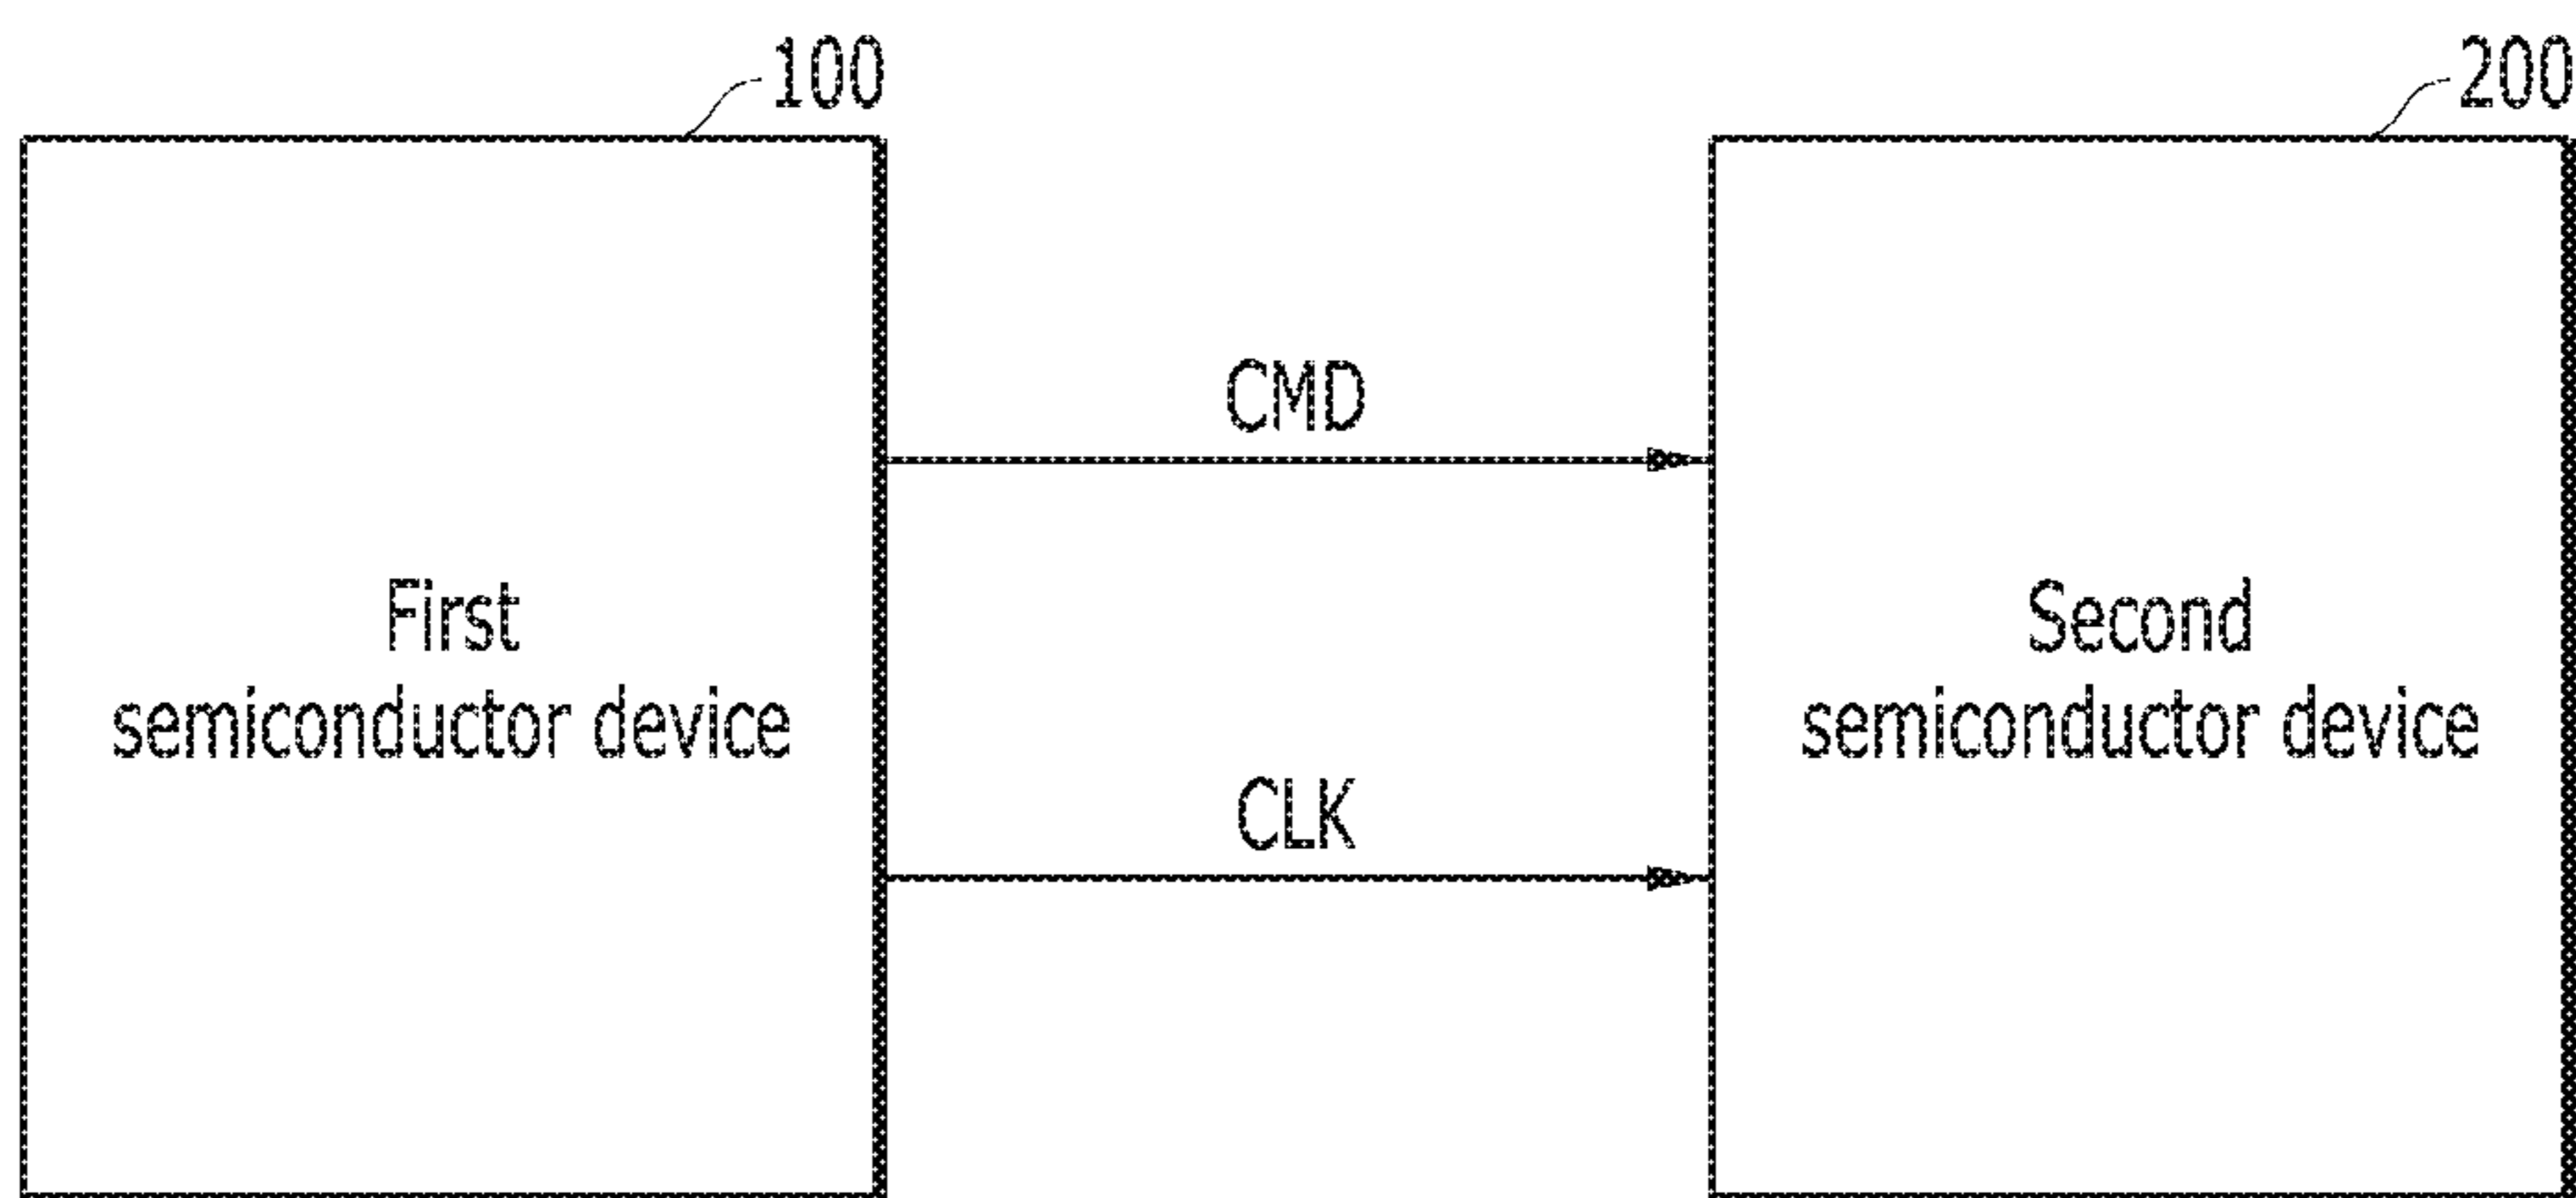 100
200
CMD
First
semiconductor device
Second
semiconductor device
CLK